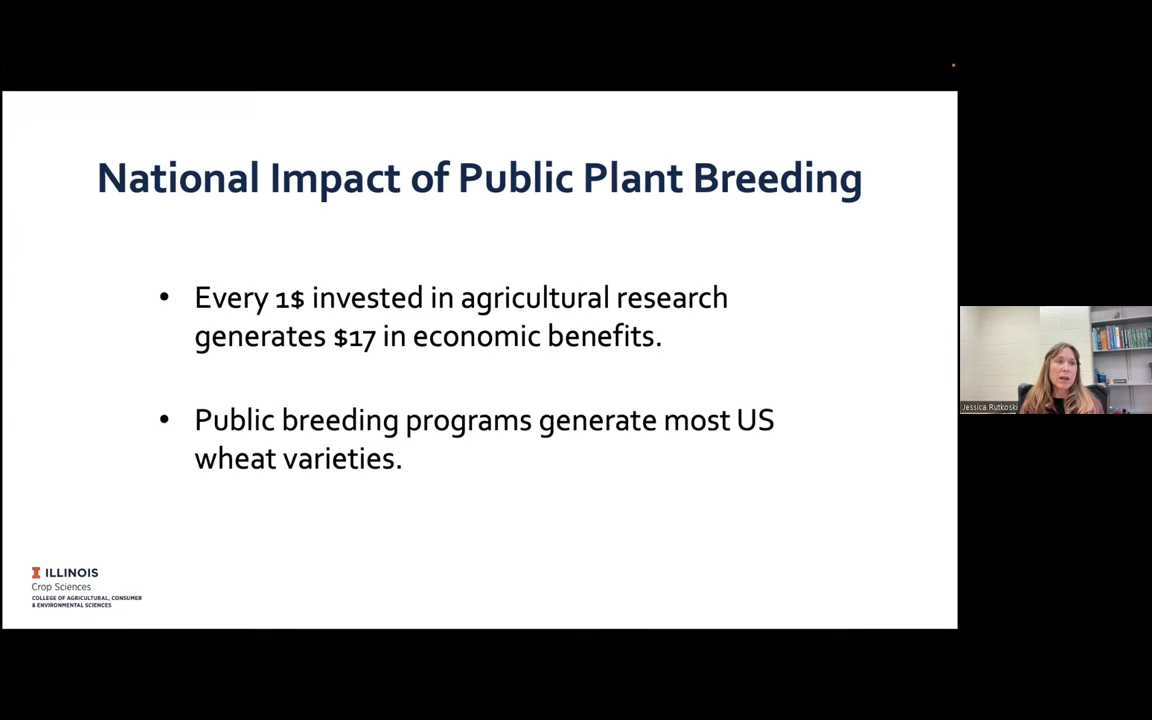 National Impact of Public Plant Breeding
• Every 1$ invested in agricultural research
generates $17 in economic benefits.
• Public breeding programs generate most US
wheat varieties.
I ILLINOIS
Crop Sciences
COLLEGE OF AGRICULTURAL, CONSUMER
& ENVIRONMENTAL SCIENCES
Jessica Rutkoski